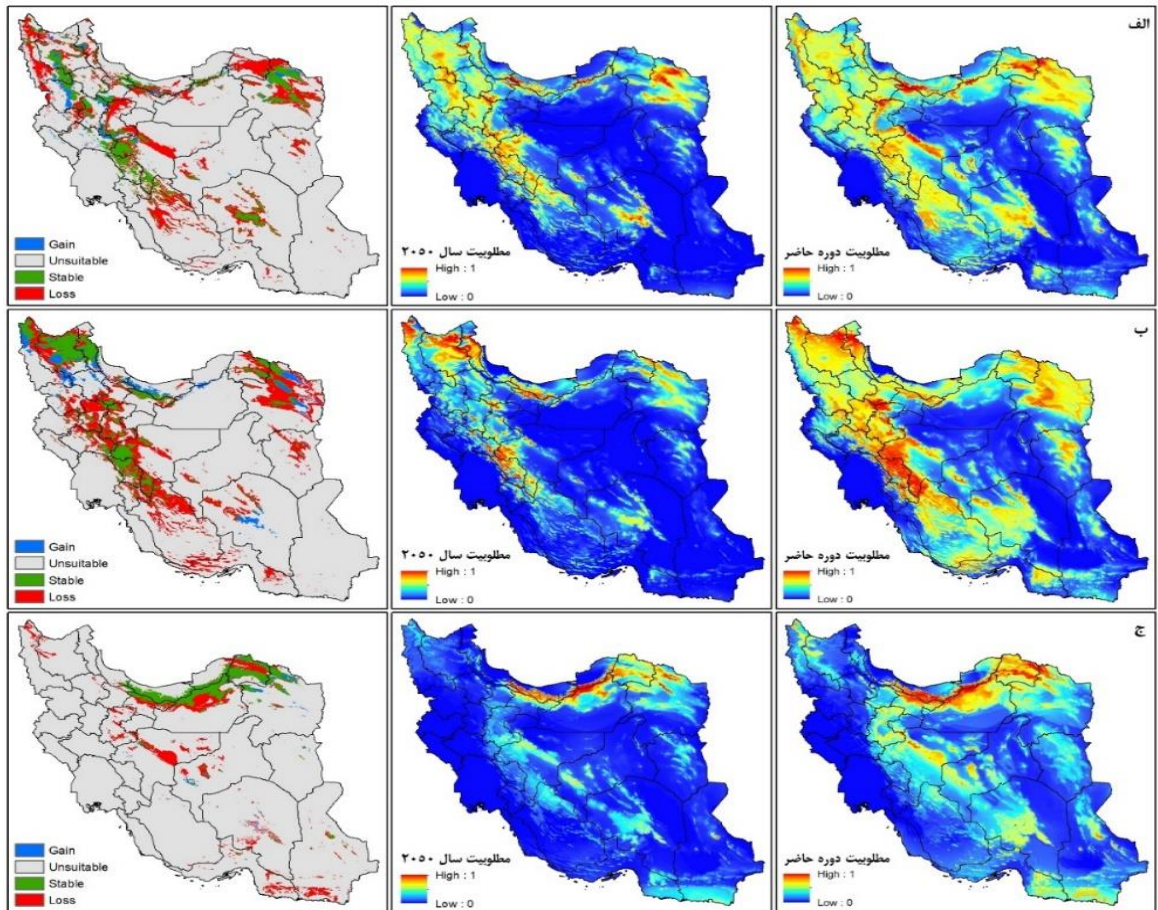 الف
مطلوبیت دوره حاضر
High : 1
Low : 0
مطلوبیت سال ۲۰۵۰
High : 1
Low : 0
Gain
Unsuitable
Stable
Loss
ب
مطلوبیت دوره حاضر
High : 1
Low : 0
مطلوبیت سال ۲۰۵۰
High : 1
Low : 0
Gain
Unsuitable
Stable
Loss
ج
مطلوبیت دوره حاضر
High : 1
Low : 0
مطلوبیت سال ۲۰۵۰
High : 1
Low : 0
Gain
Unsuitable
Stable
Loss